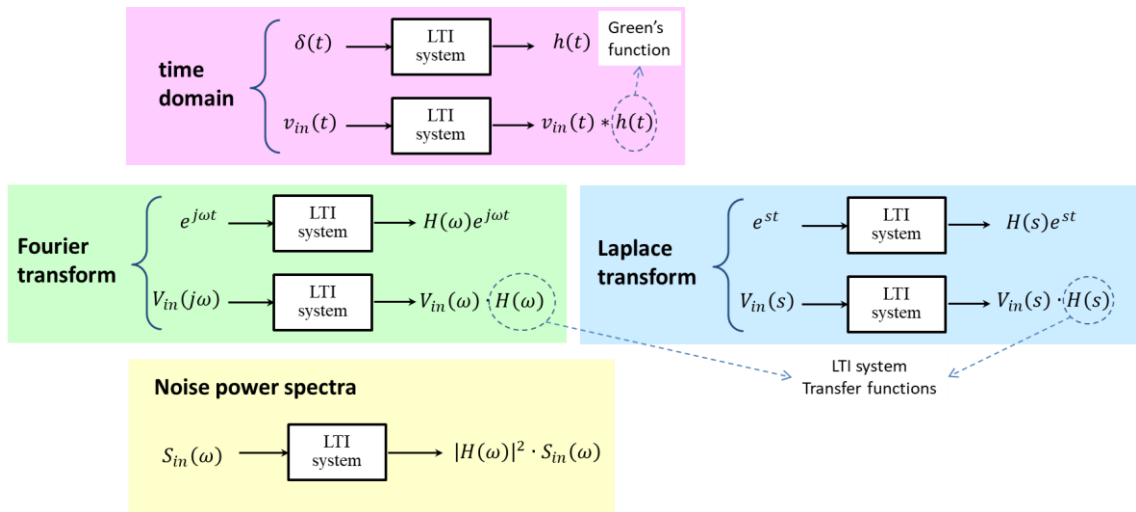 time
domain
δ(t)
LTI
system
h(t)
Green's
function
v_in(t)
LTI
system
v_in(t) * h(t)
Fourier
transform
e^{jωt}
LTI
system
H(ω)e^{jωt}
V_in(jω)
LTI
system
V_in(ω) · H(ω)
Laplace
transform
e^{st}
LTI
system
H(s)e^{st}
V_in(s)
LTI
system
V_in(s) · H(s)
LTI system
Transfer functions
Noise power spectra
S_in(ω)
LTI
system
|H(ω)|² · S_in(ω)